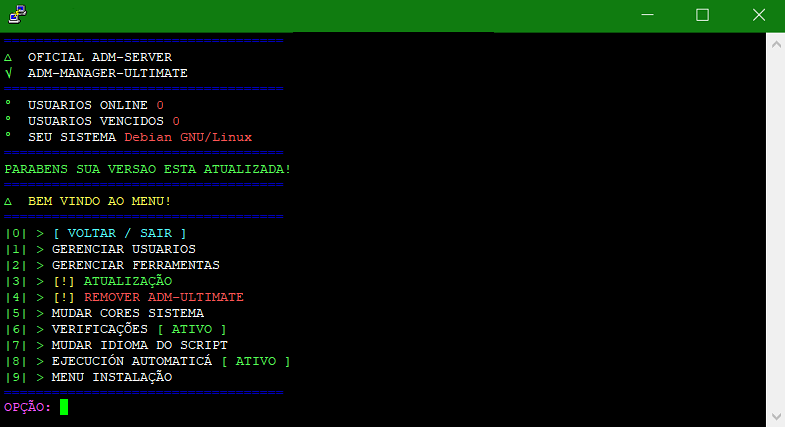 ================================
∆ OFICIAL ADM-SERVER
√ ADM-MANAGER-ULTIMATE
===================================
° USUARIOS ONLINE 0
° USUARIOS VENCIDOS 0
° SEU SISTEMA Debian GNU/Linux
===================================
PARABENS SUA VERSAO ESTA ATUALIZADA!
===================================
∆ BEM VINDO AO MENU!
===================================
|0| > [ VOLTAR / SAIR ]
|1| > GERENCIAR USUARIOS
|2| > GERENCIAR FERRAMENTAS
|3| > [!] ATUALIZAÇÃO
|4| > [!] REMOVER ADM-ULTIMATE
|5| > MUDAR CORES SISTEMA
|6| > VERIFICAÇÕES [ ATIVO ]
|7| > MUDAR IDIOMA DO SCRIPT
|8| > EJECUCIÓN AUTOMATICÁ [ ATIVO ]
|9| > MENU INSTALAÇÃO
===================================
OPÇÃO: